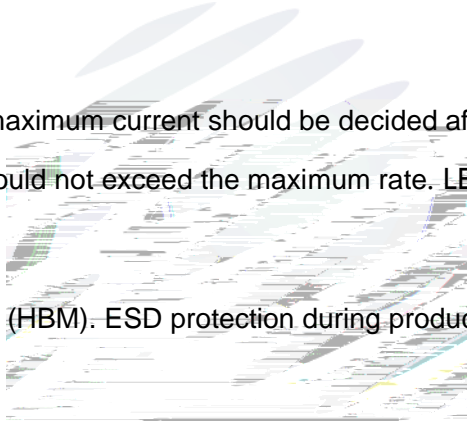 maximum current should be decided af
ould not exceed the maximum rate. LE
(HBM). ESD protection during produc